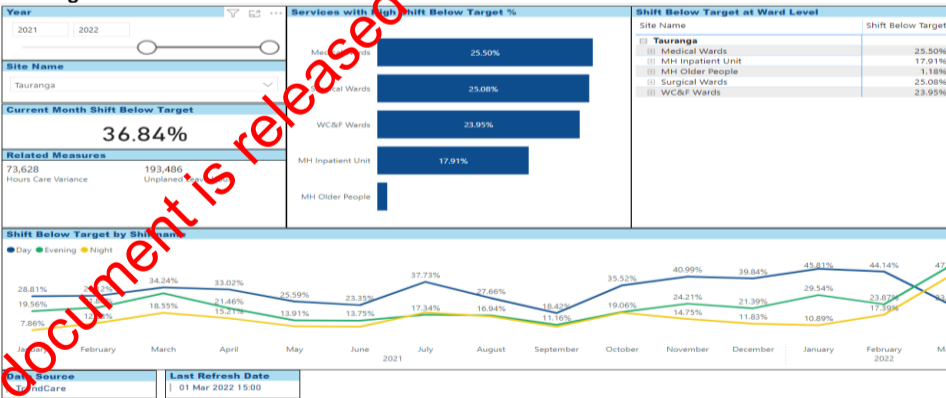 Year
2021
2022
Site Name
Tauranga
Current Month Shift Below Target
36.84%
Related Measures
73,628
Hours Care Variance
193,486
document is released
Services with High Shift Below Target %
25.50%
25.08%
WC&F Wards
23.95%
MH Inpatient Unit
17.91%
MH Older People
Shift Below Target at Ward Level
Site Name
Shift Below Target
Tauranga
Medical Wards 25.50%
MH Inpatient Unit 17.91%
MH Older People 1.18%
Surgical Wards 25.08%
WC&F Wards 23.95%
Shift Below Target by
Day Evening Night
28.81%
34.24%
33.02%
25.59%
23.35%
37.73%
27.66%
18.42%
35.52%
40.99%
39.84%
45.81%
44.14%
19.56%
18.55%
21.46%
13.91%
13.75%
17.34%
16.94%
11.16%
19.06%
24.21%
21.39%
29.54%
23.87%
7.86%
15.21%
14.75%
11.83%
10.89%
17.39%
February March April May June July August September October November December January February
2021
2022
Data Source
TrendCare
Last Refresh Date
01 Mar 2022 15:00